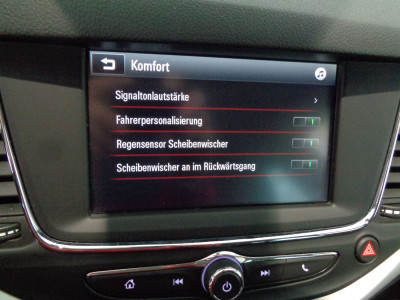 Komfort
Signaltonlautstärke
Fahrerpersonalisierung
Regensensor Scheibenwischer
Scheibenwischer an im Rückwärtsgang